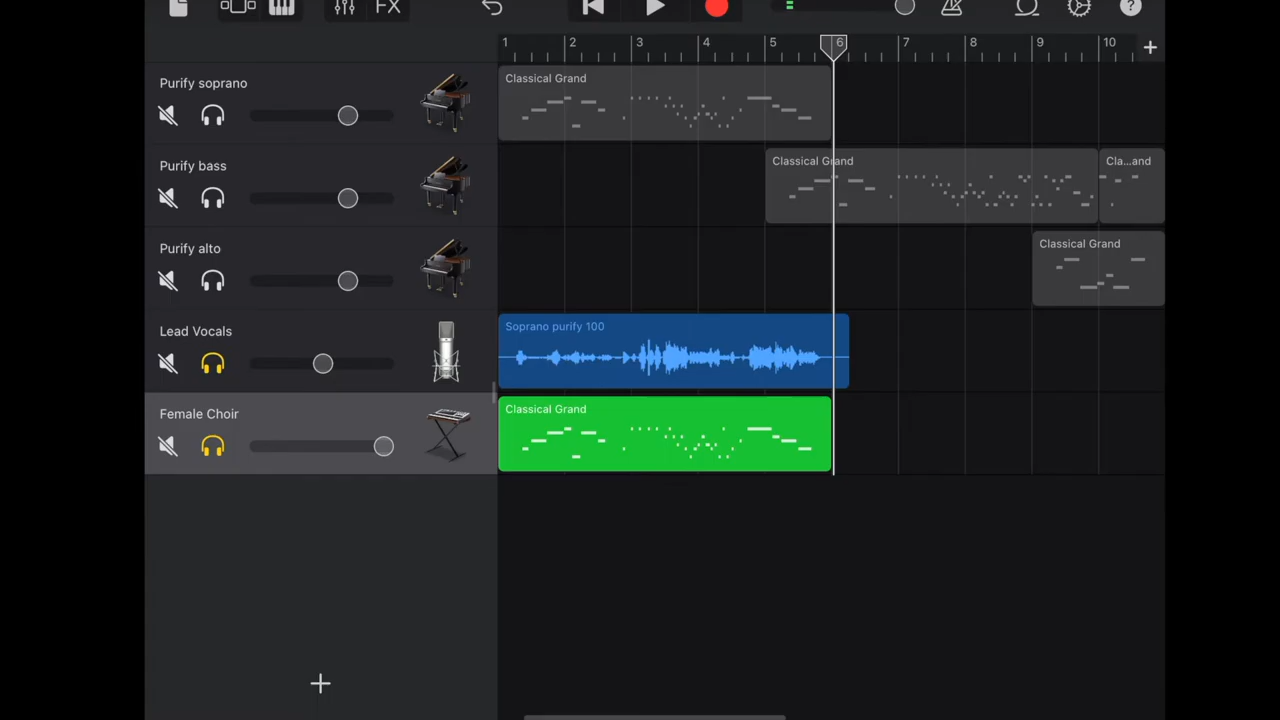 FX
?
1 2 3 4 5 6 7 8 9 10 +
Purify soprano
Classical Grand
Purify bass
Classical Grand
Cla...and
Purify alto
Classical Grand
Lead Vocals
Soprano purify 100
Female Choir
Classical Grand
+